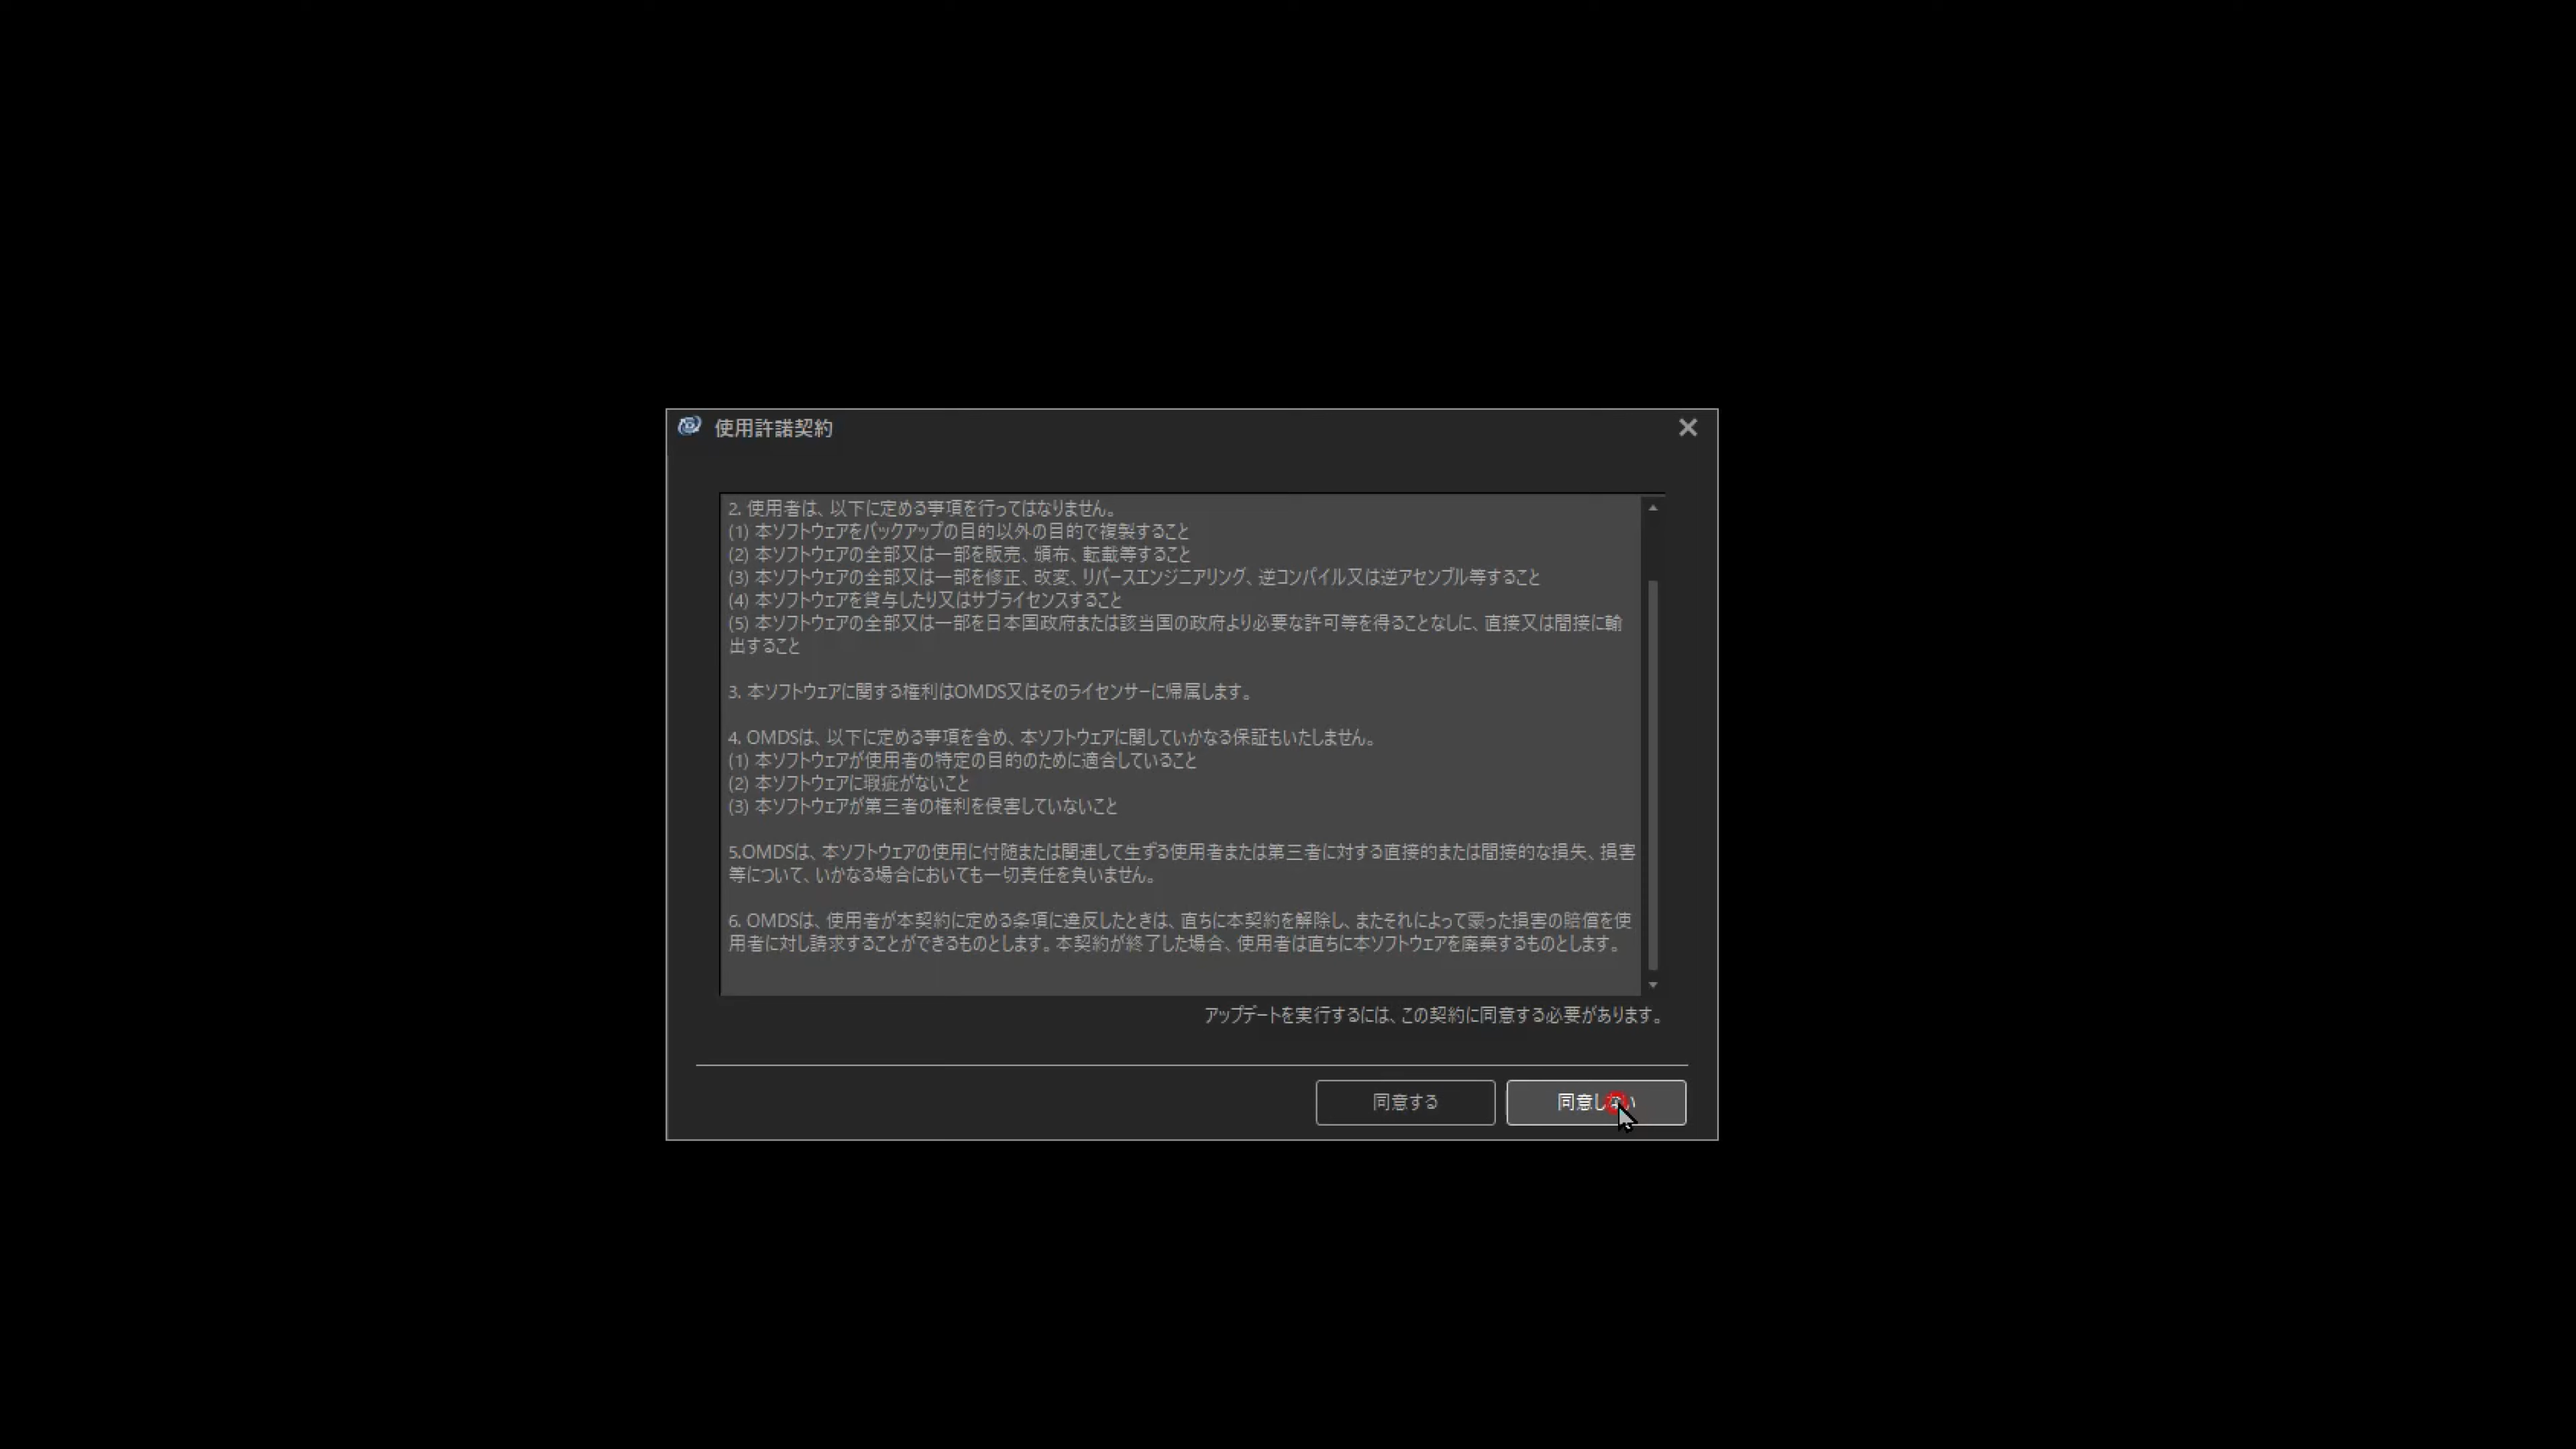 使用許諾契約
2. 使用者は、以下に定める事項を行ってはなりません。
(1) 本ソフトウェアをバックアップの目的以外の目的で複製すること
(2) 本ソフトウェアの全部又は一部を販売、頒布、転載等すること
(3) 本ソフトウェアの全部又は一部を修正、改変、リバースエンジニアリング、逆コンパイル又は逆アセンブル等すること
(4) 本ソフトウェアを貸与したり又はサブライセンスすること
(5) 本ソフトウェアの全部又は一部を日本国政府または該当国の政府より必要な許可等を得ることなしに、直接又は間接に輸
出すること
3. 本ソフトウェアに関する権利はOMDS又はそのライセンサーに帰属します。
4. OMDSは、以下に定める事項を含め、本ソフトウェアに関していかなる保証もいたしません。
(1) 本ソフトウェアが使用者の特定の目的のために適合していること
(2) 本ソフトウェアに瑕疵がないこと
(3) 本ソフトウェアが第三者の権利を侵害していないこと
5.OMDSは、本ソフトウェアの使用に付随または関連して生ずる使用者または第三者に対する直接的または間接的な損失、損害
等について、いかなる場合においても一切責任を負いません。
6. OMDSは、使用者が本契約に定める条項に違反したときは、直ちに本契約を解除し、またそれによって蒙った損害の賠償を使
用者に対し請求することができるものとします。本契約が終了した場合、使用者は直ちに本ソフトウェアを廃棄するものとします。
アップデートを実行するには、この契約に同意する必要があります。
同意する
同意しない